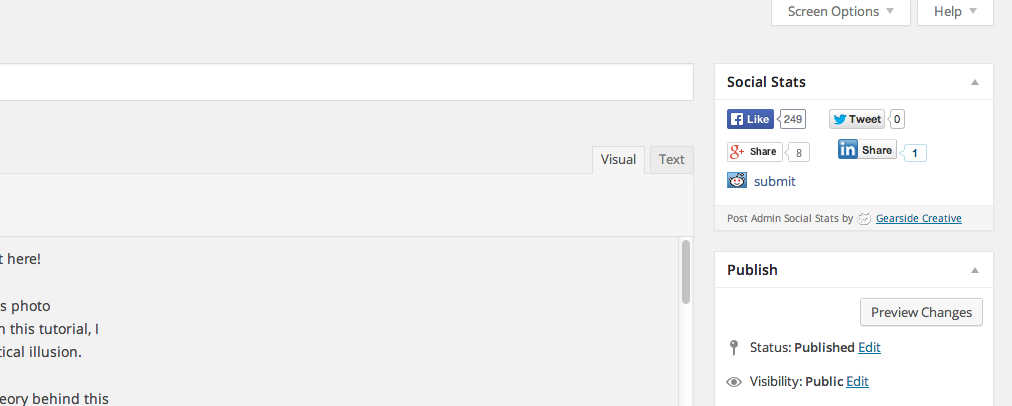 Screen Options Help
Social Stats
Like 249 Tweet 0
g+ Share 8 in Share 1
submit
Visual Text
Post Admin Social Stats by Gearside Creative
t here!
Publish
s photo
Preview Changes
n this tutorial, I
Status: Published Edit
tical illusion.
Visibility: Public Edit
eory behind this